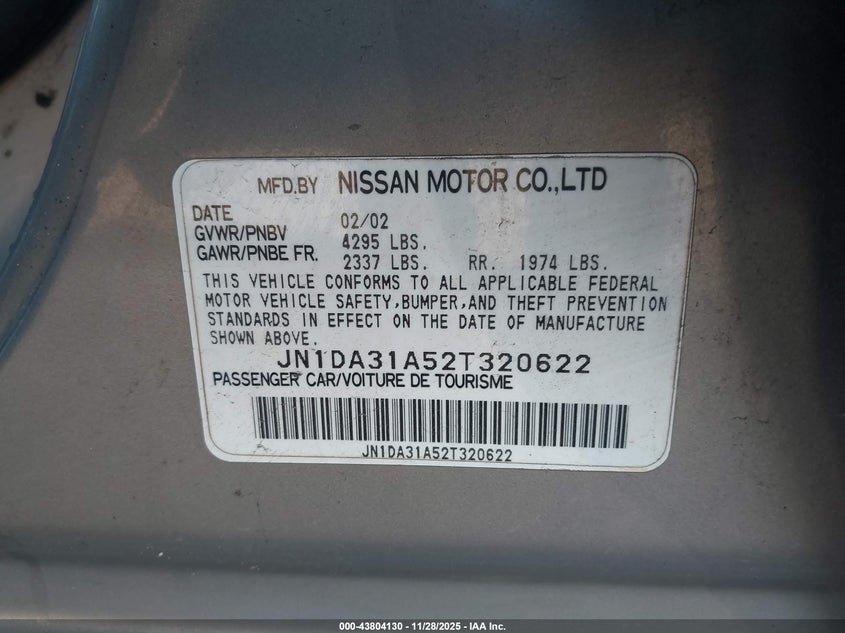 MFD.BY NISSAN MOTOR CO.,LTD
DATE 02/02
GVWR/PNBV 4295 LBS.
GAWR/PNBE FR. 2337 LBS. RR. 1974 LBS.
THIS VEHICLE CONFORMS TO ALL APPLICABLE FEDERAL
MOTOR VEHICLE SAFETY,BUMPER,AND THEFT PREVENTION
STANDARDS IN EFFECT ON THE DATE OF MANUFACTURE
SHOWN ABOVE.
JN1DA31A52T320622
PASSENGER CAR/VOITURE DE TOURISME
JN1DA31A52T320622
000-43804130 - 11/28/2025 - IAA Inc.